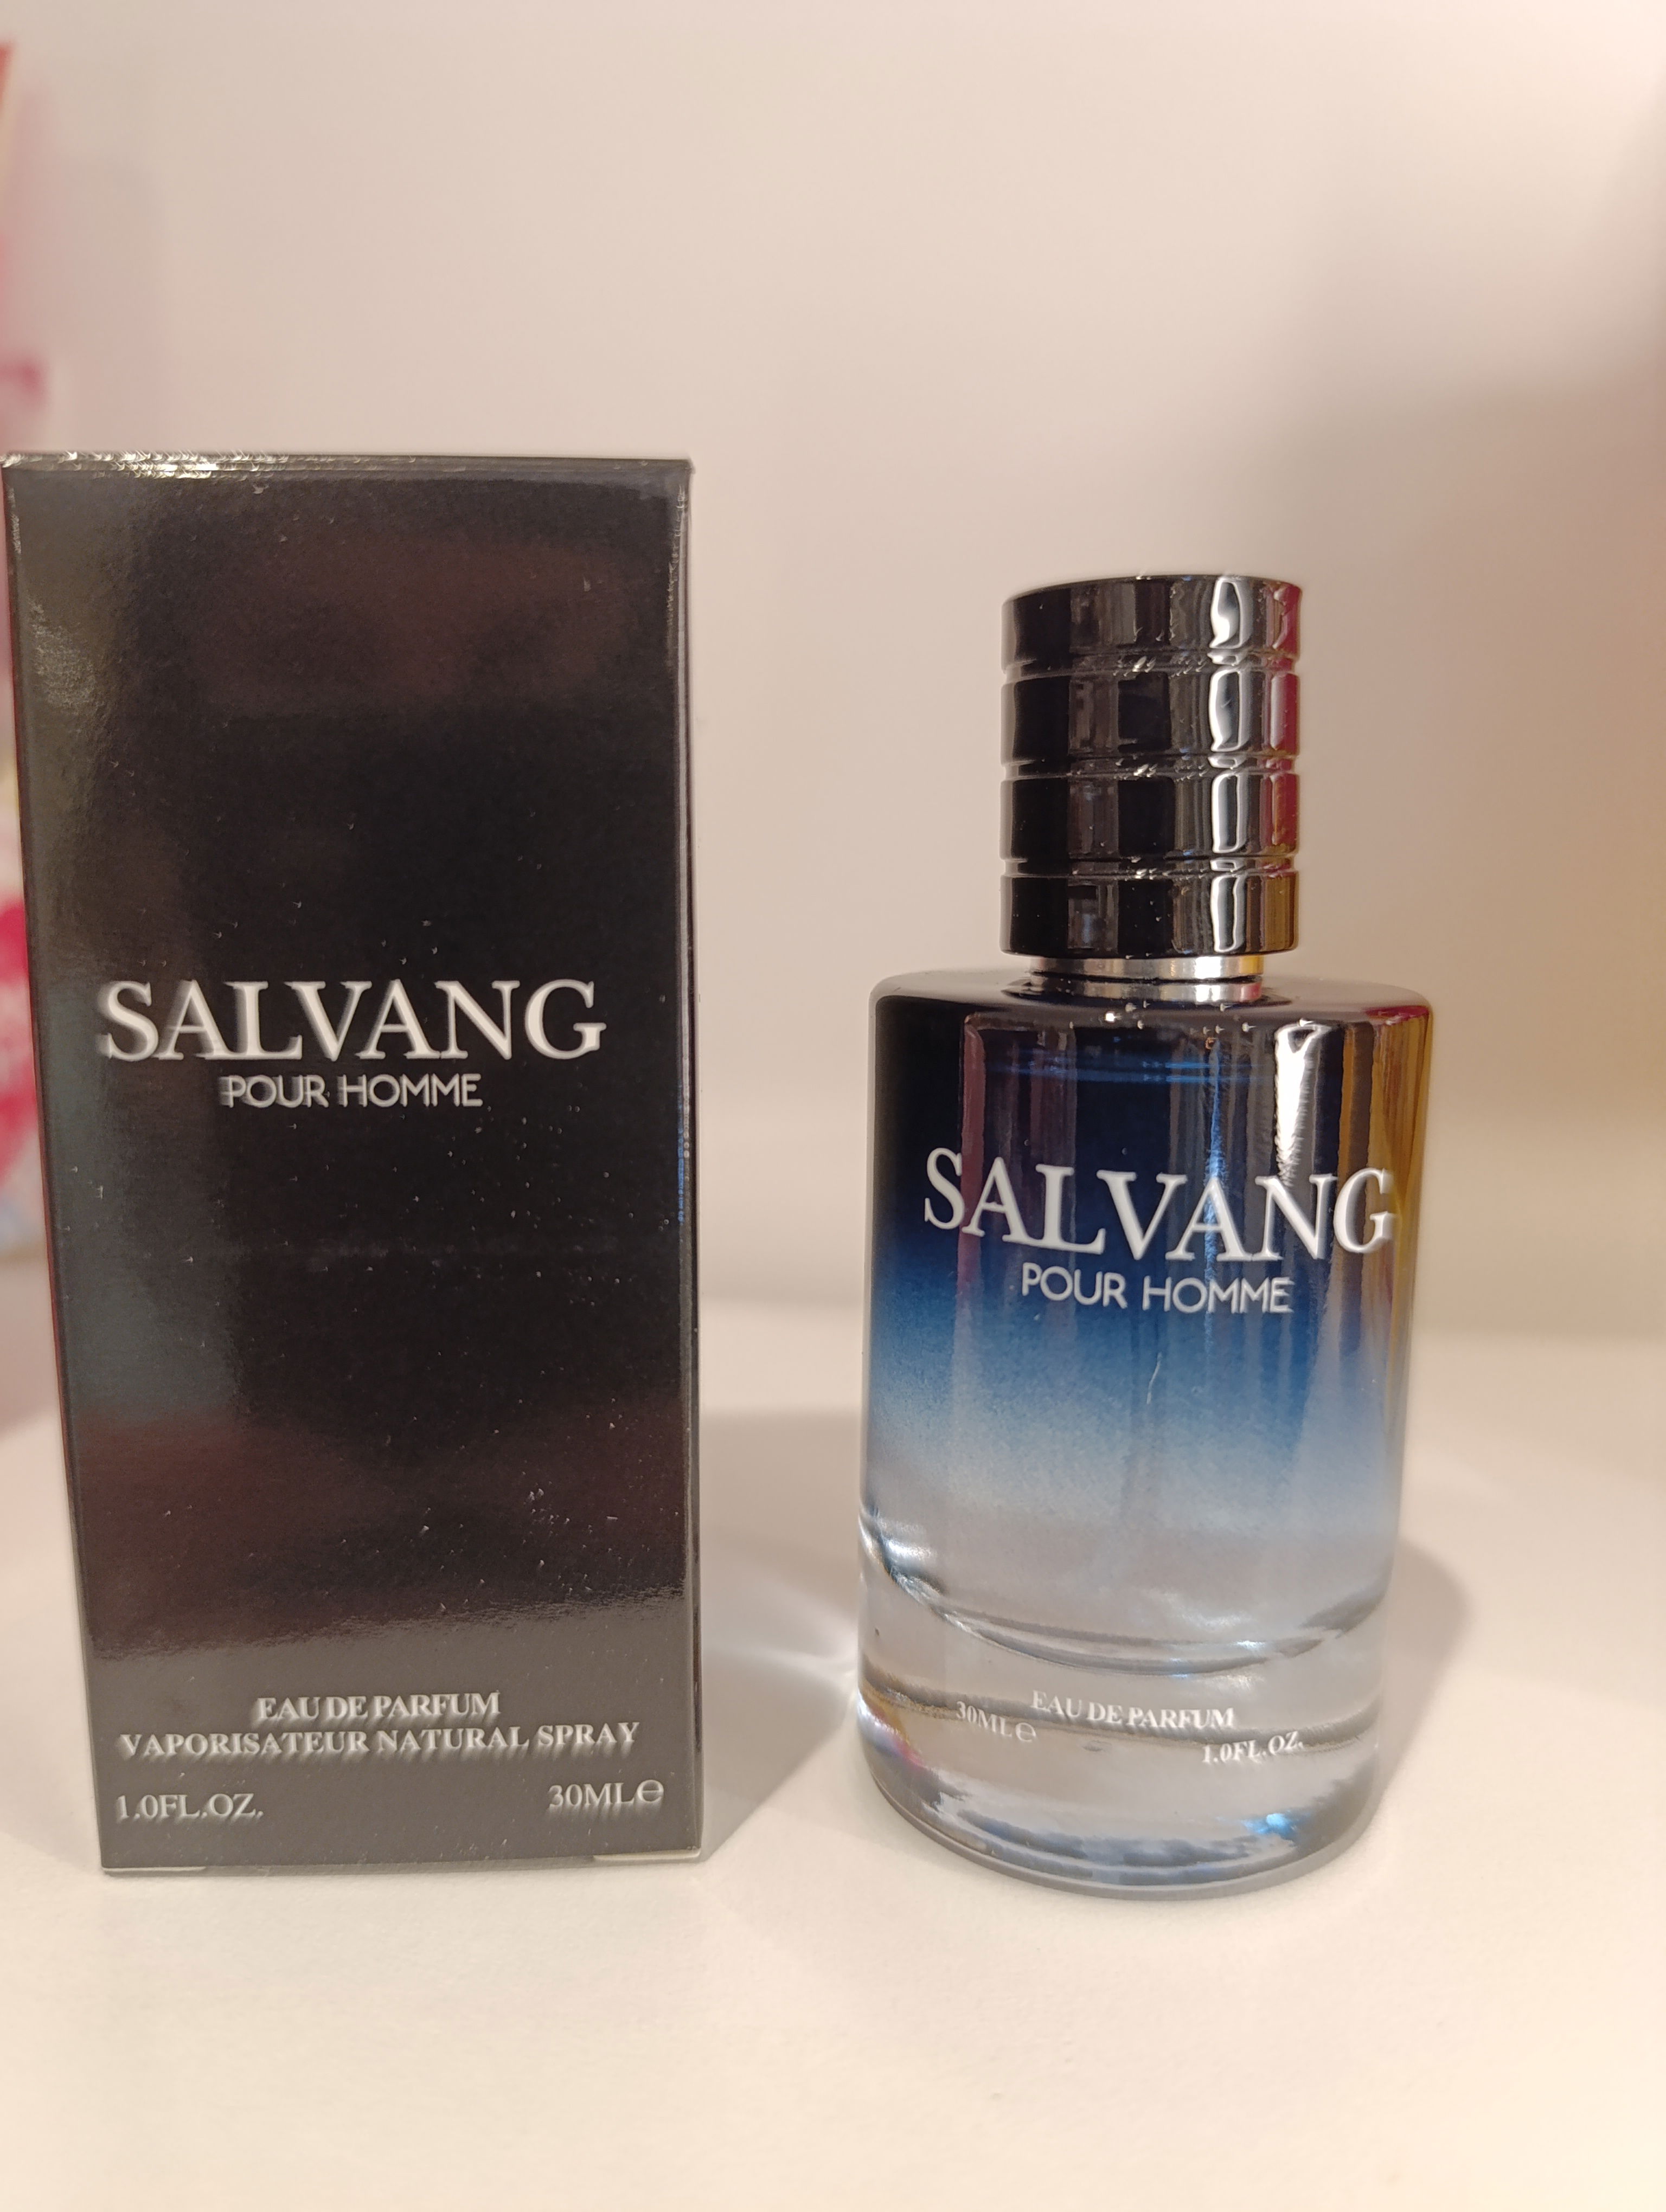 SALVANG
POUR HOMME
EAU DE PARFUM
VAPORISATEUR NATURAL SPRAY
1.0FL.OZ. 30ML℮
SALVANG
POUR HOMME
EAU DE PARFUM
30ML℮ 1.0FL.OZ.